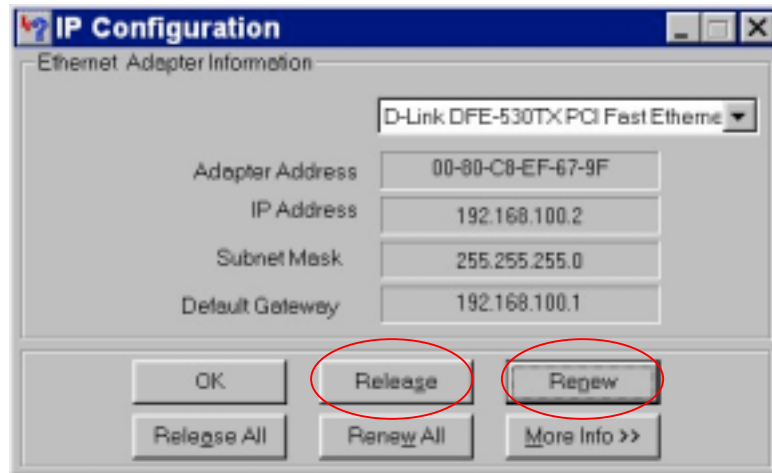 IP Configuration
Ethernet Adapter Information
D-Link DFE-530TX PCI Fast Etherne
Adapter Address 00-80-C8-EF-67-9F
IP Address 192.168.100.2
Subnet Mask 255.255.255.0
Default Gateway 192.168.100.1
OK Release Renew
Release All Renew All More Info >>